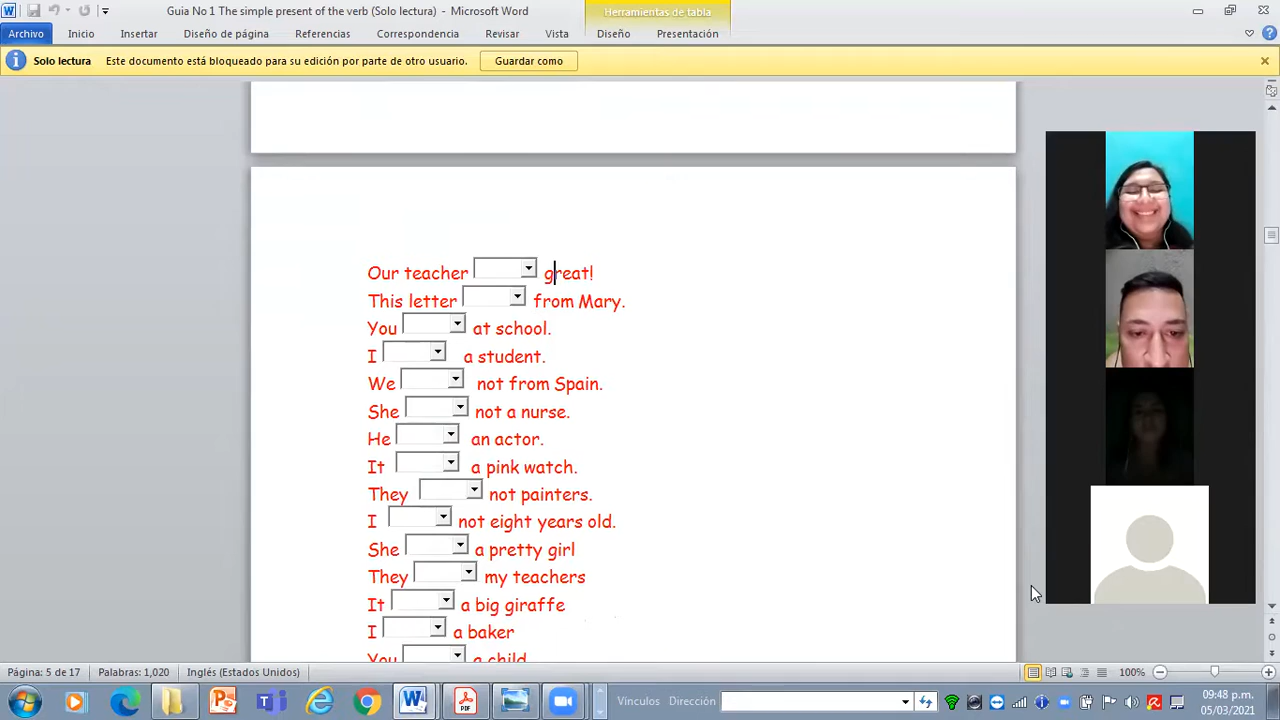 Guia No 1 The simple present of the verb (Solo lectura) - Microsoft Word
Herramientas de tabla
Archivo Inicio Insertar Diseño de página Referencias Correspondencia Revisar Vista Diseño Presentación
Solo lectura Este documento está bloqueado para su edición por parte de otro usuario. Guardar como
Our teacher great!
This letter from Mary.
You at school.
I a student.
We not from Spain.
She not a nurse.
He an actor.
It a pink watch.
They not painters.
I not eight years old.
She a pretty girl
They my teachers
It a big giraffe
I a baker
You a child
Página: 5 de 17 Palabras: 1,020 Inglés (Estados Unidos) 100%
Vínculos Dirección
09:48 p.m.
05/03/2021